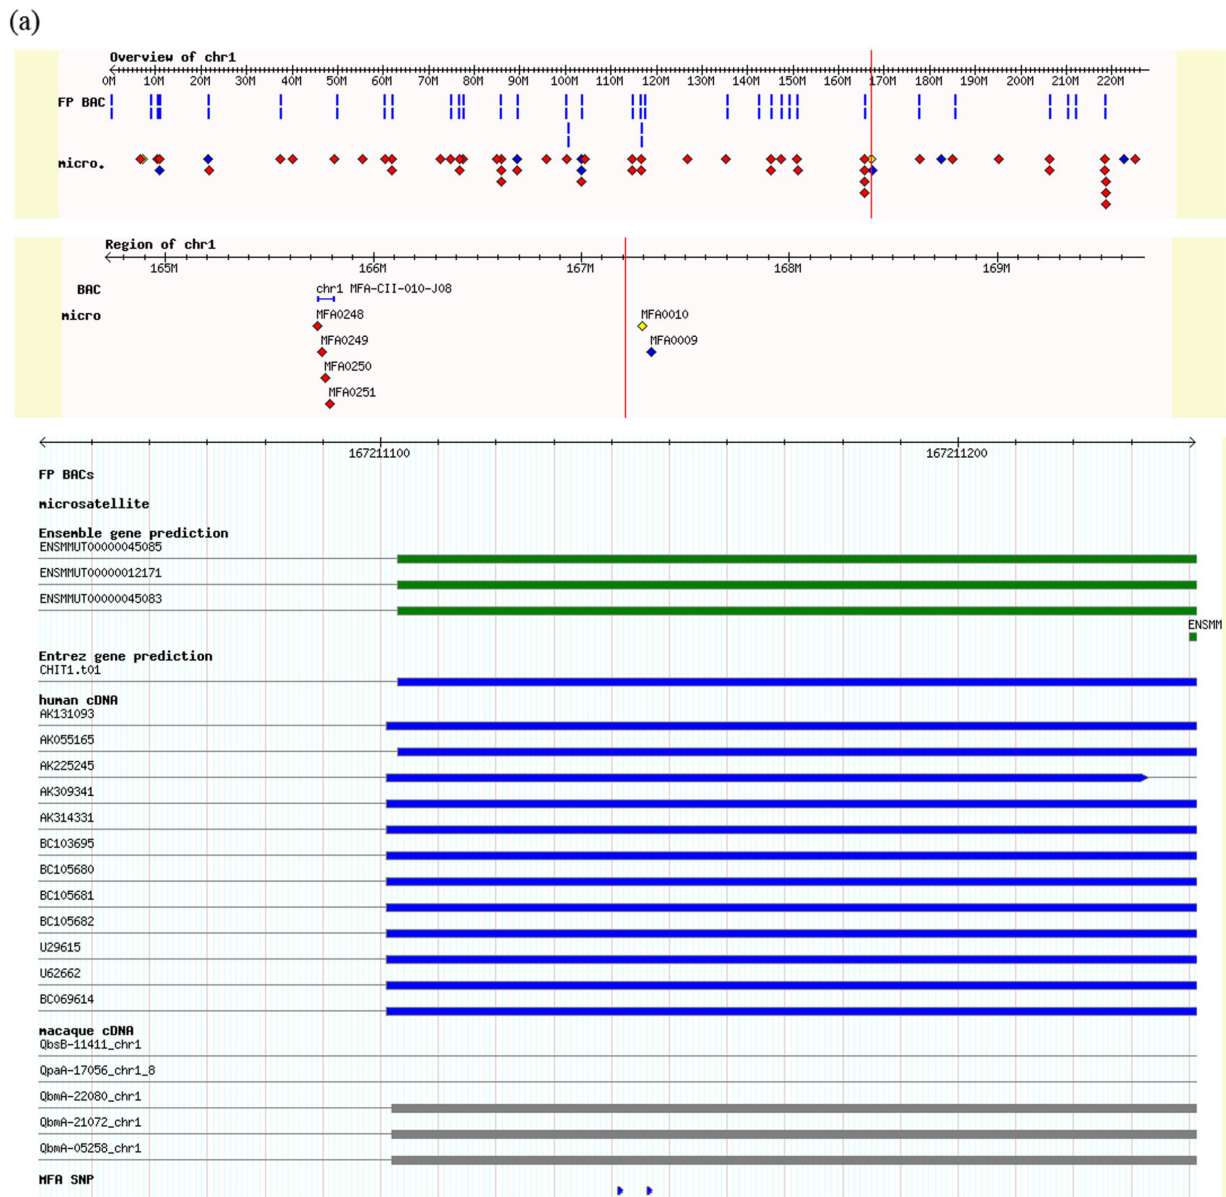 (a)
Overview of chr1
0M 10M 20M 30M 40M 50M 60M 70M 80M 90M 100M 110M 120M 130M 140M 150M 160M 170M 180M 190M 200M 210M 220M
FP BAC
micro.
Region of chr1
165M 166M 167M 168M 169M
BAC chr1 MFA-CII-010-J08
micro MFA0248 MFA0010
MFA0249 MFA0009
MFA0250
MFA0251
167211100 167211200
FP BACs
microsatellite
Ensemble gene prediction
ENSMMUT00000045085
ENSMMUT00000012171
ENSMMUT00000045083
ENSMM
Entrez gene prediction
CHIT1.t01
human cDNA
AK131093
AK055165
AK225245
AK309341
AK314331
BC103695
BC105680
BC105681
BC105682
U29615
U62662
BC069614
macaque cDNA
QbsB-11411_chr1
QpaA-17056_chr1_8
QbmA-22080_chr1
QbmA-21072_chr1
QbmA-05258_chr1
MFA SNP